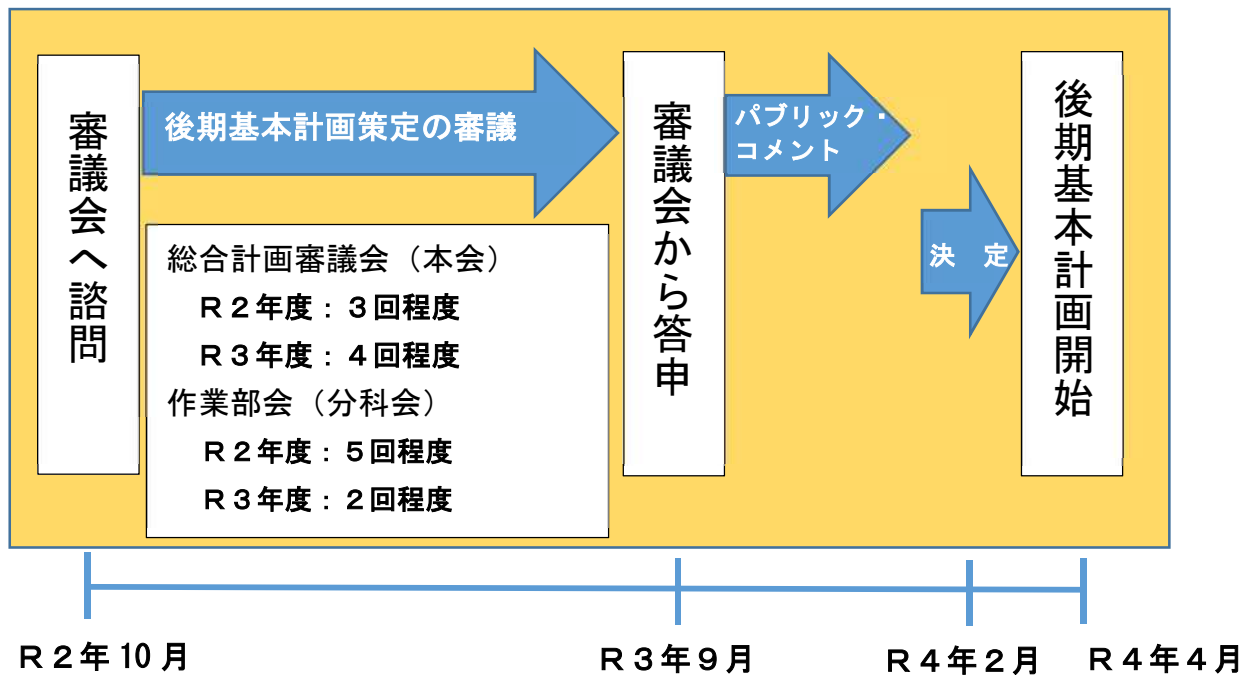 審議会へ諮問
後期基本計画策定の審議
総合計画審議会（本会）
Ｒ２年度：３回程度
Ｒ３年度：４回程度
作業部会（分科会）
Ｒ２年度：５回程度
Ｒ３年度：２回程度
審議会から答申
パブリック・
コメント
決　定
後期基本計画開始
Ｒ２年10月
Ｒ３年９月
Ｒ４年２月
Ｒ４年４月